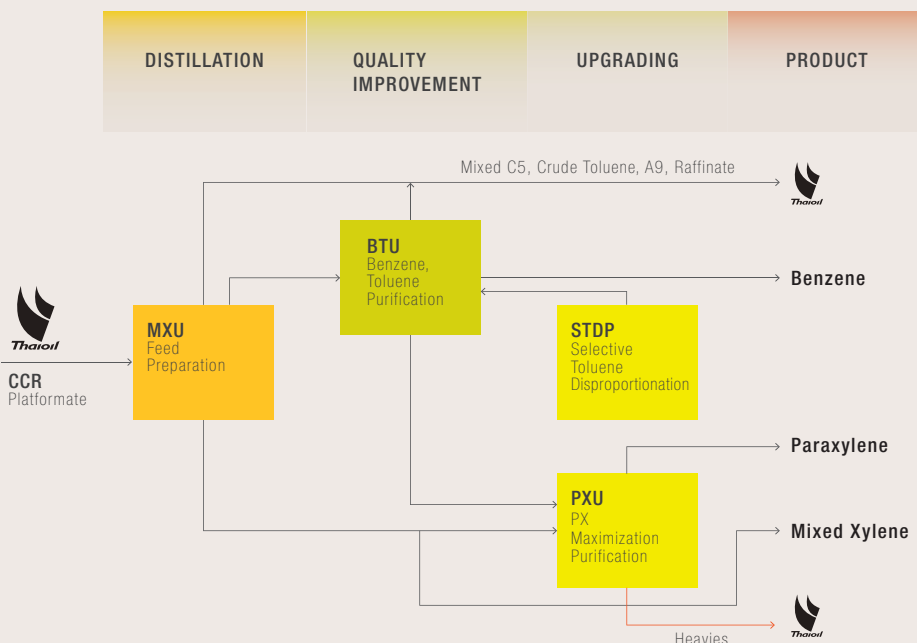 DISTILLATION
QUALITY
IMPROVEMENT
UPGRADING
PRODUCT
Mixed C5, Crude Toluene, A9, Raffinate
Thaioil
BTU
Benzene,
Toluene
Purification
Benzene
Thaioil
CCR
Platformate
MXU
Feed
Preparation
STDP
Selective
Toluene
Disproportionation
Paraxylene
PXU
PX
Maximization
Purification
Mixed Xylene
Heavies
Thaioil